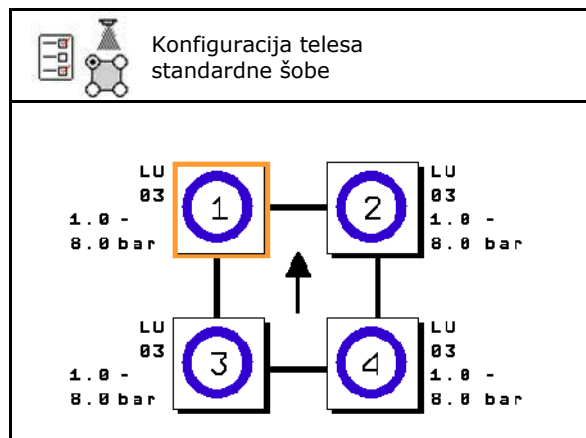 Konfiguracija telesa
standardne šobe
LU
03
1.0 -
8.0 bar
1
2
LU
03
1.0 -
8.0 bar
LU
03
1.0 -
8.0 bar
3
4
LU
03
1.0 -
8.0 bar